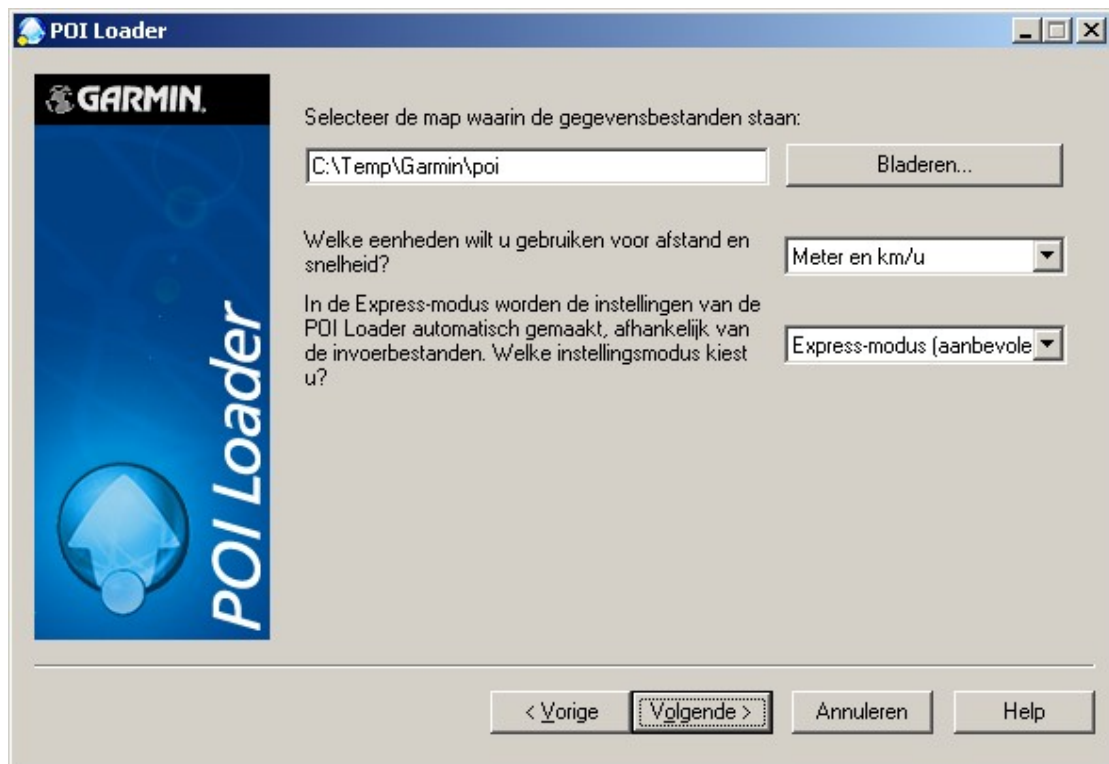 POI Loader
GARMIN.
POI Loader
Selecteer de map waarin de gegevensbestanden staan:
C:\Temp\Garmin\poi
Bladeren...
Welke eenheden wilt u gebruiken voor afstand en
snelheid?
Meter en km/u
In de Express-modus worden de instellingen van de
POI Loader automatisch gemaakt, afhankelijk van
de invoerbestanden. Welke instellingsmodus kiest
u?
Express-modus (aanbevole
< Vorige
Volgende >
Annuleren
Help